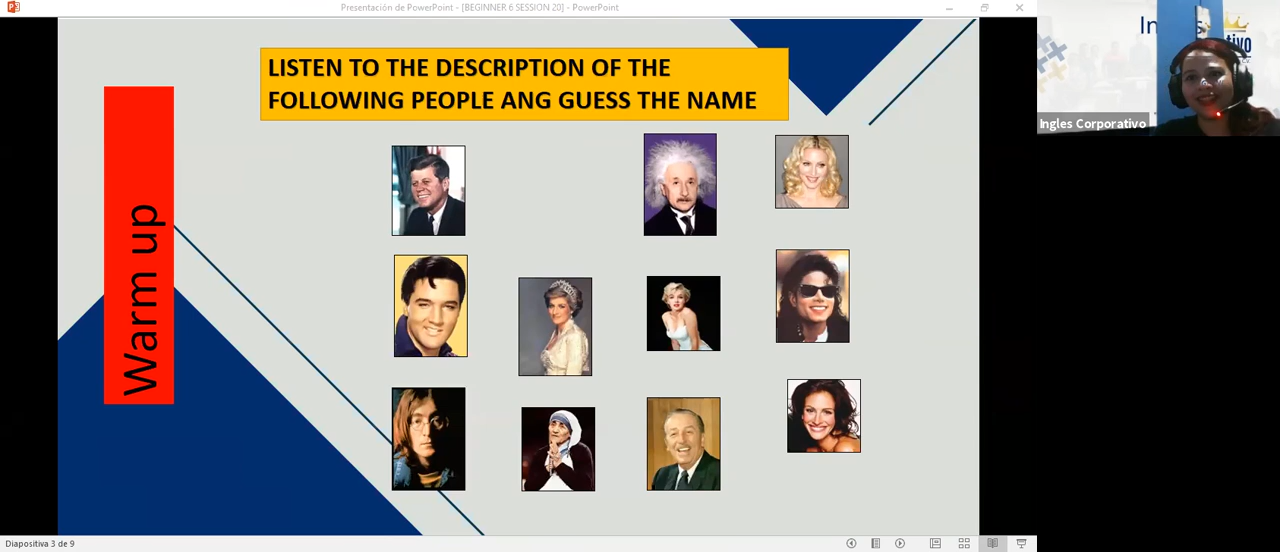 Presentación de PowerPoint - [BEGINNER 6 SESSION 20] - PowerPoint
LISTEN TO THE DESCRIPTION OF THE
FOLLOWING PEOPLE ANG GUESS THE NAME
Warm up
Ingles Corporativo
Diapositiva 3 de 9